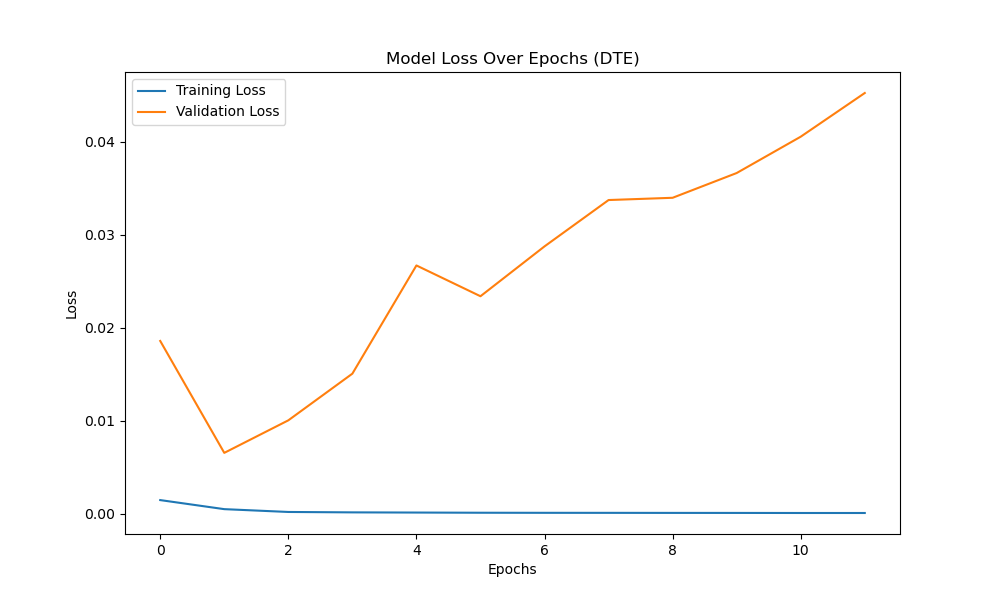 Model Loss Over Epochs (DTE)
Training Loss
Validation Loss
0.04
0.03
0.02
0.01
0.00
Loss
0 2 4 6 8 10
Epochs